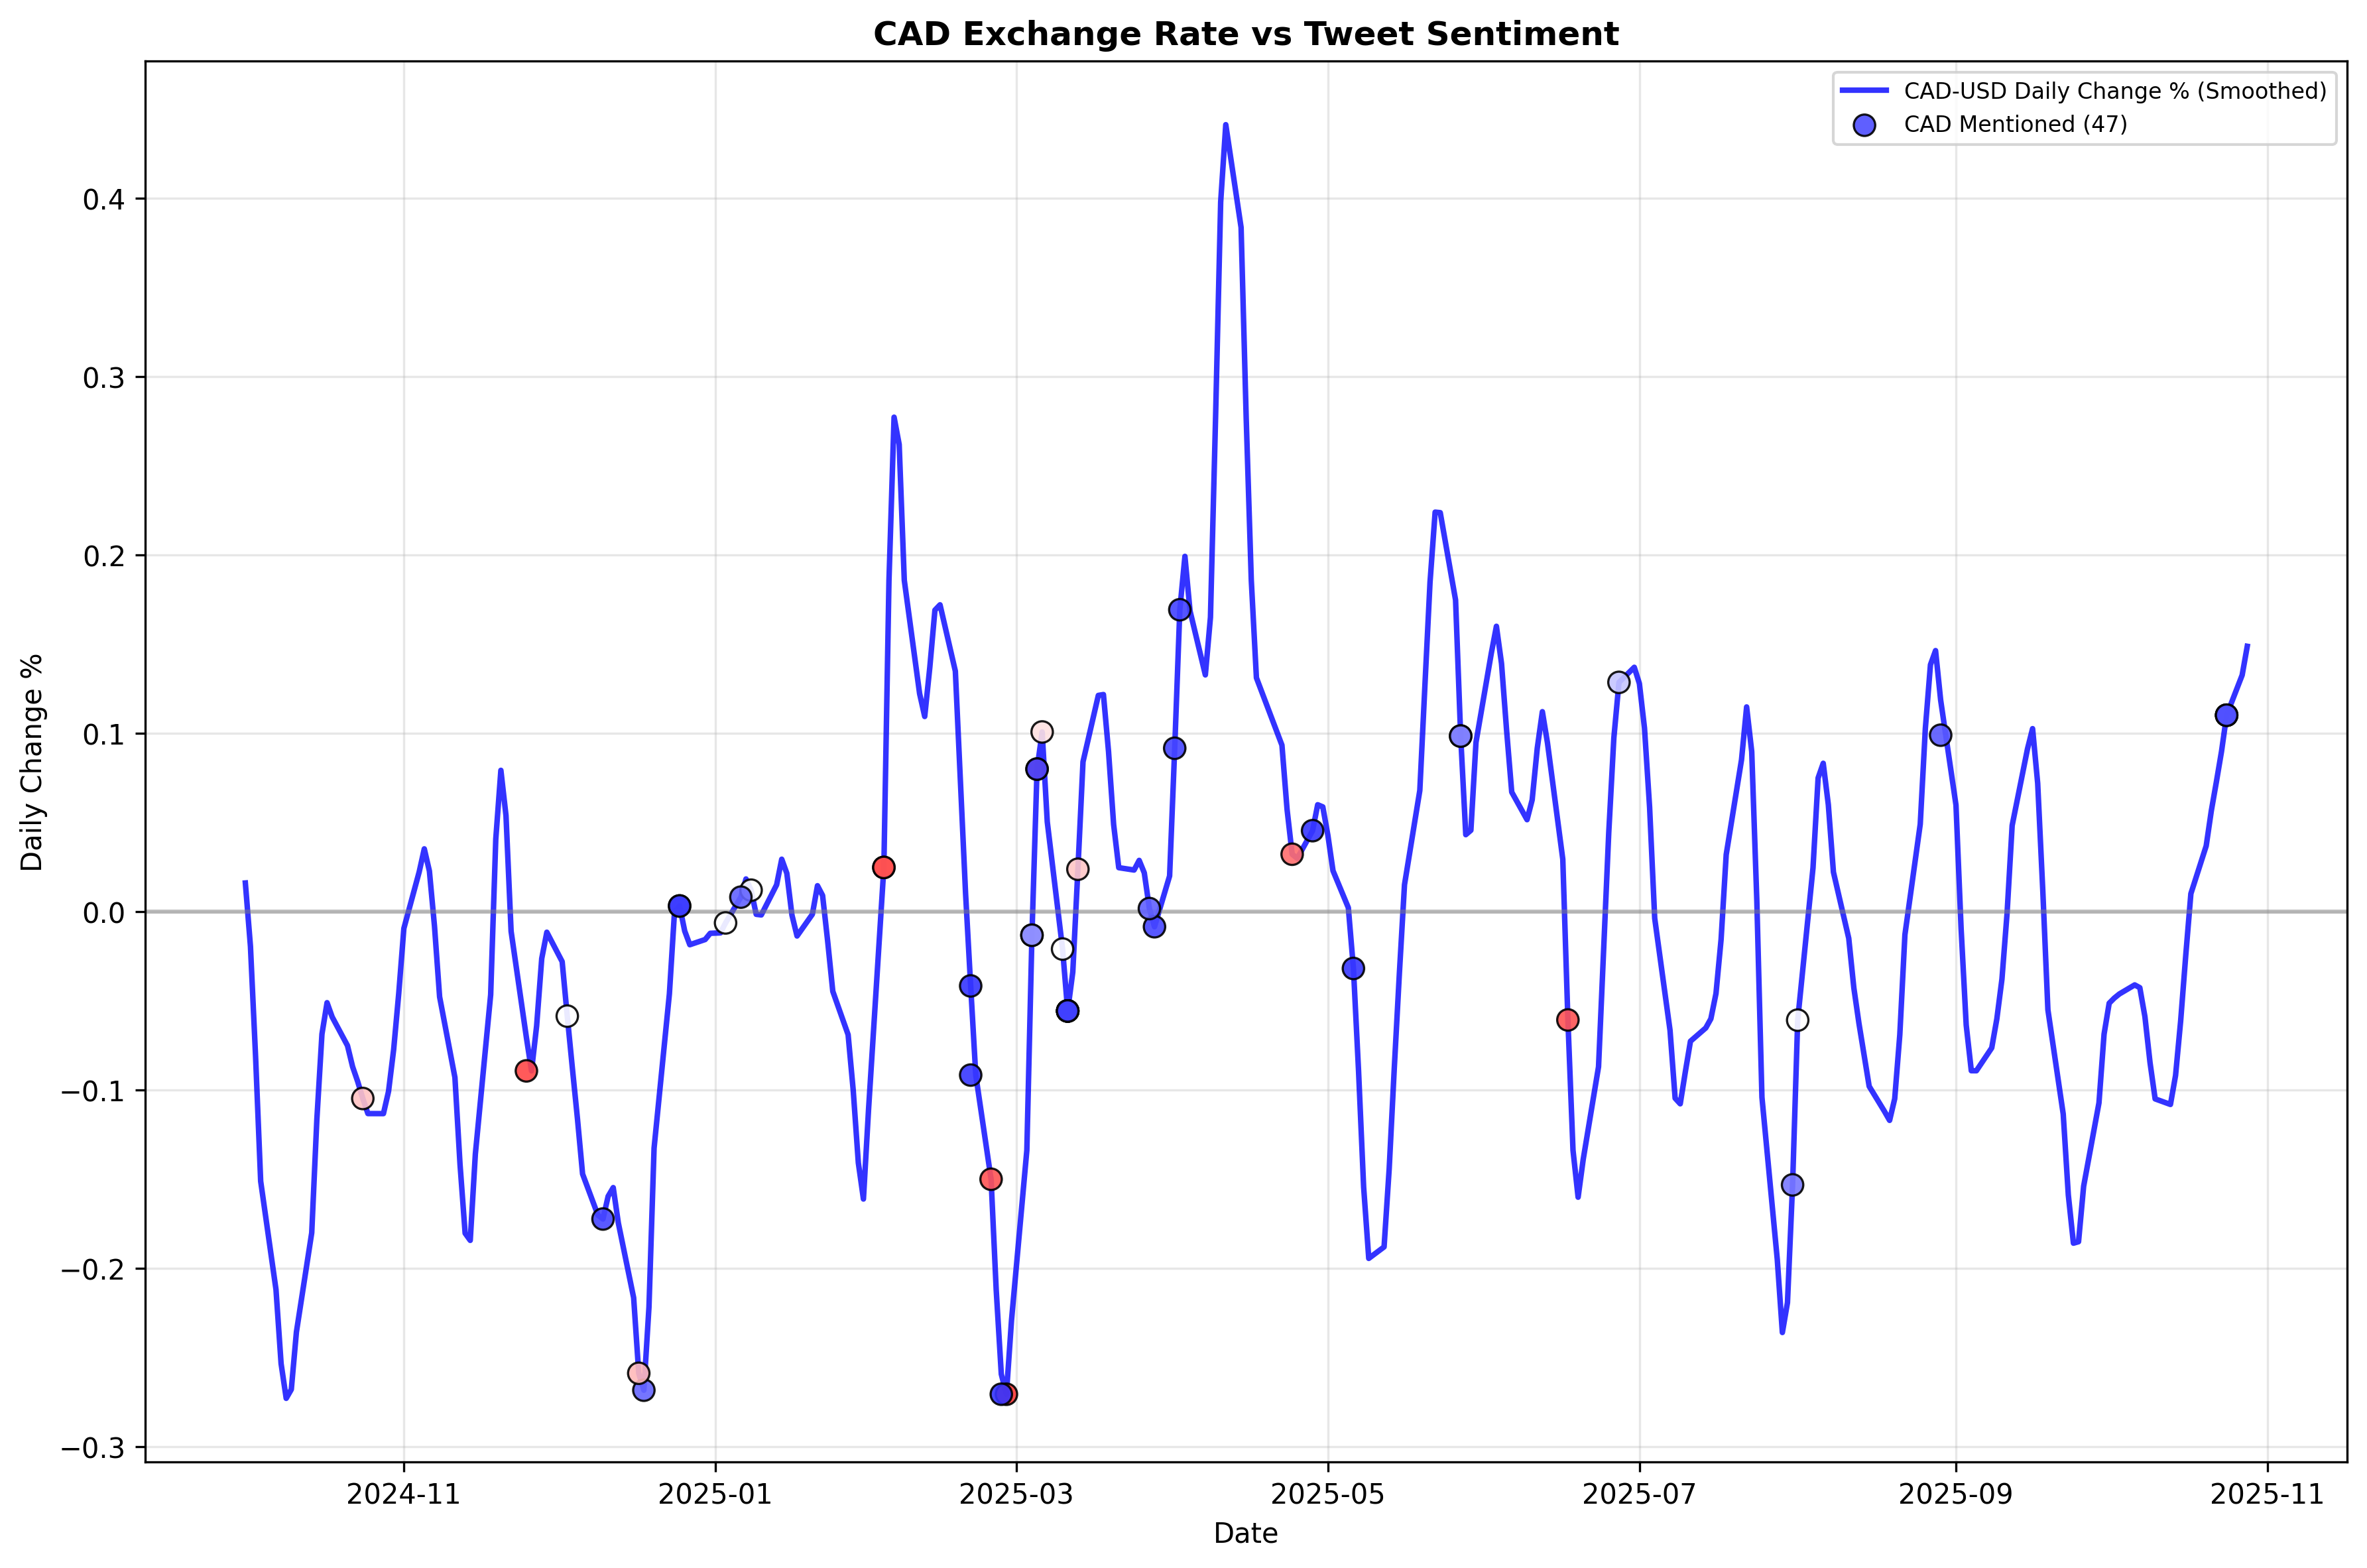 CAD Exchange Rate vs Tweet Sentiment
CAD-USD Daily Change % (Smoothed)
CAD Mentioned (47)
Daily Change %
0.4
0.3
0.2
0.1
0.0
−0.1
−0.2
−0.3
2024-11 2025-01 2025-03 2025-05 2025-07 2025-09 2025-11
Date